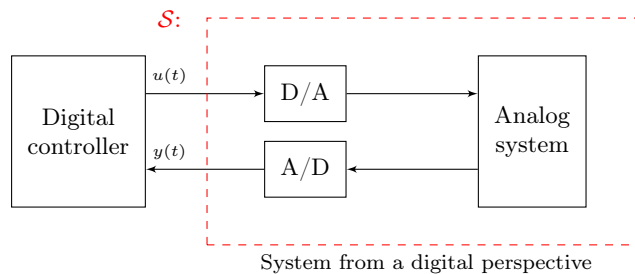 S:
u(t)
D/A
Digital
controller
Analog
system
y(t)
A/D
System from a digital perspective